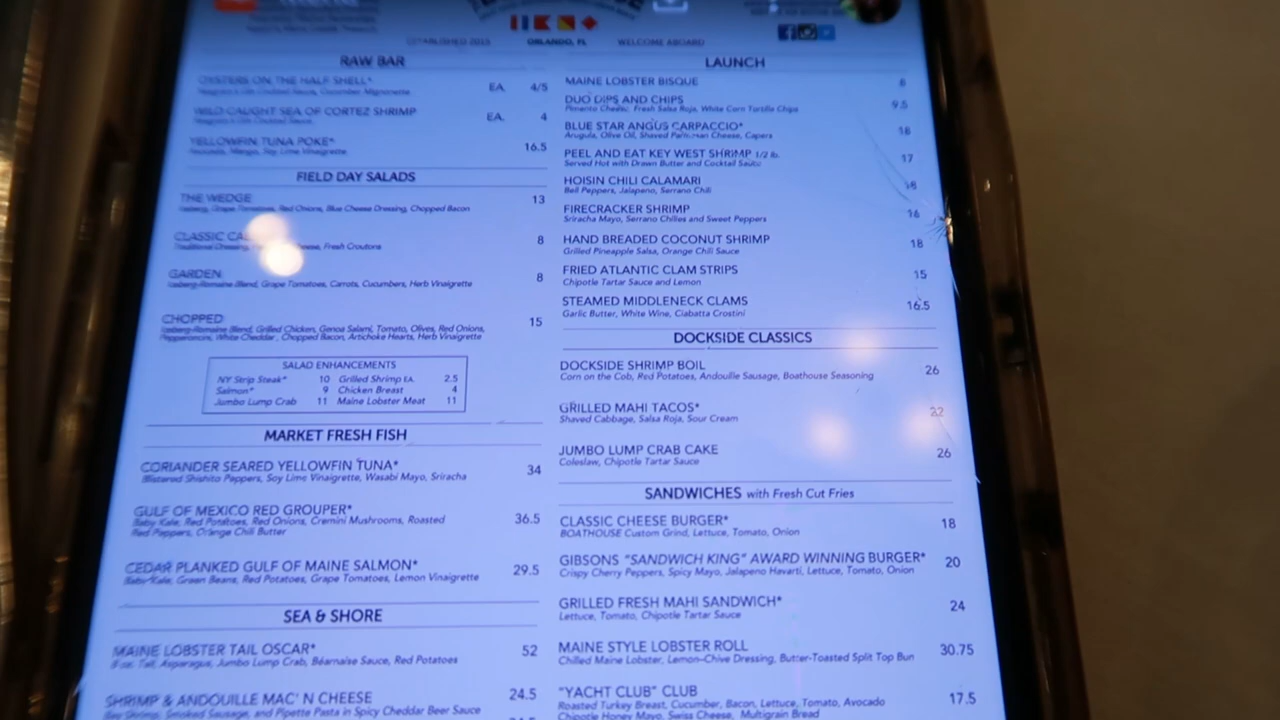 ESTABLISHED 2015 ORLANDO, FL WELCOME ABOARD
RAW BAR
OYSTERS ON THE HALF SHELL* EA. 4/5
WILD CAUGHT SEA OF CORTEZ SHRIMP EA. 4
YELLOWFIN TUNA POKE* 16.5
Avocado, Mango, Soy Lime Vinaigrette
FIELD DAY SALADS
THE WEDGE 13
Iceberg, Grape Tomatoes, Red Onions, Blue Cheese Dressing, Chopped Bacon
CLASSIC 8
Traditional Dressing, Fresh Croutons
GARDEN 8
Iceberg-Romaine Blend, Grape Tomatoes, Carrots, Cucumbers, Herb Vinaigrette
CHOPPED 15
Iceberg-Romaine Blend, Grilled Chicken, Genoa Salami, Tomato, Olives, Red Onions,
Pepperoncini, White Cheddar, Chopped Bacon, Artichoke Hearts, Herb Vinaigrette
SALAD ENHANCEMENTS
NY Strip Steak* 10 Grilled Shrimp EA. 2.5
Salmon* 9 Chicken Breast 4
Jumbo Lump Crab 11 Maine Lobster Meat 11
MARKET FRESH FISH
CORIANDER SEARED YELLOWFIN TUNA* 34
Blistered Shishito Peppers, Soy Lime Vinaigrette, Wasabi Mayo, Sriracha
GULF OF MEXICO RED GROUPER* 36.5
Baby Kale, Red Potatoes, Red Onions, Cremini Mushrooms, Roasted
Red Peppers, Orange Chili Butter
CEDAR PLANKED GULF OF MAINE SALMON* 29.5
Baby Kale, Green Beans, Red Potatoes, Grape Tomatoes, Lemon Vinaigrette
SEA & SHORE
MAINE LOBSTER TAIL OSCAR* 52
8 oz. Tail, Asparagus, Jumbo Lump Crab, Béarnaise Sauce, Red Potatoes
SHRIMP & ANDOUILLE MAC' N CHEESE 24.5
Bay Shrimp, Smoked Sausage, and Pipette Pasta in Spicy Cheddar Beer Sauce
LAUNCH
MAINE LOBSTER BISQUE 8
DUO DIPS AND CHIPS 9.5
Pimento Cheese, Fresh Salsa Roja, White Corn Tortilla Chips
BLUE STAR ANGUS CARPACCIO* 18
Arugula, Olive Oil, Shaved Parmesan Cheese, Capers
PEEL AND EAT KEY WEST SHRIMP 1/2 lb. 17
Served Hot with Drawn Butter and Cocktail Sauce
HOISIN CHILI CALAMARI 18
Bell Peppers, Jalapeno, Serrano Chili
FIRECRACKER SHRIMP 16
Sriracha Mayo, Serrano Chilies and Sweet Peppers
HAND BREADED COCONUT SHRIMP 18
Grilled Pineapple Salsa, Orange Chili Sauce
FRIED ATLANTIC CLAM STRIPS 15
Chipotle Tartar Sauce and Lemon
STEAMED MIDDLENECK CLAMS 16.5
Garlic Butter, White Wine, Ciabatta Crostini
DOCKSIDE CLASSICS
DOCKSIDE SHRIMP BOIL 26
Corn on the Cob, Red Potatoes, Andouille Sausage, Boathouse Seasoning
GRILLED MAHI TACOS* 22
Shaved Cabbage, Salsa Roja, Sour Cream
JUMBO LUMP CRAB CAKE 26
Coleslaw, Chipotle Tartar Sauce
SANDWICHES with Fresh Cut Fries
CLASSIC CHEESE BURGER* 18
BOATHOUSE Custom Grind, Lettuce, Tomato, Onion
GIBSONS "SANDWICH KING" AWARD WINNING BURGER* 20
Crispy Cherry Peppers, Spicy Mayo, Jalapeno Havarti, Lettuce, Tomato, Onion
GRILLED FRESH MAHI SANDWICH* 24
Lettuce, Tomato, Chipotle Tartar Sauce
MAINE STYLE LOBSTER ROLL 30.75
Chilled Maine Lobster, Lemon-Chive Dressing, Butter-Toasted Split Top Bun
"YACHT CLUB" CLUB 17.5
Roasted Turkey Breast, Cucumber, Bacon, Lettuce, Tomato, Avocado
Chipotle Honey Mayo, Swiss Cheese, Multigrain Bread